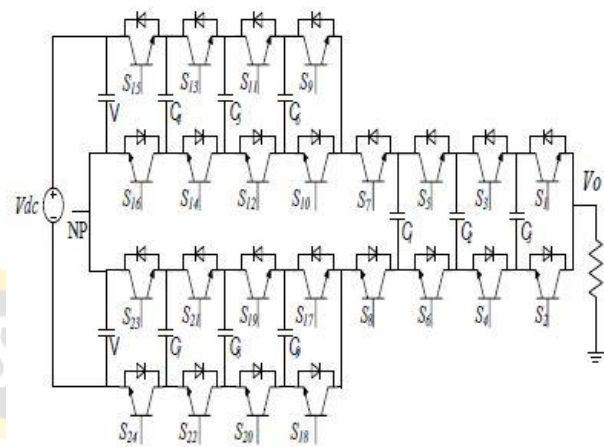 S15 S13 S11 S9
V C4 C5 C6
S16 S14 S12 S10 S7 S5 S3 S1
Vo
Vdc
NP
C1 C2 C3
S23 S21 S19 S17 S8 S6 S4 S2
V C7 C8 C9
S24 S22 S20 S18